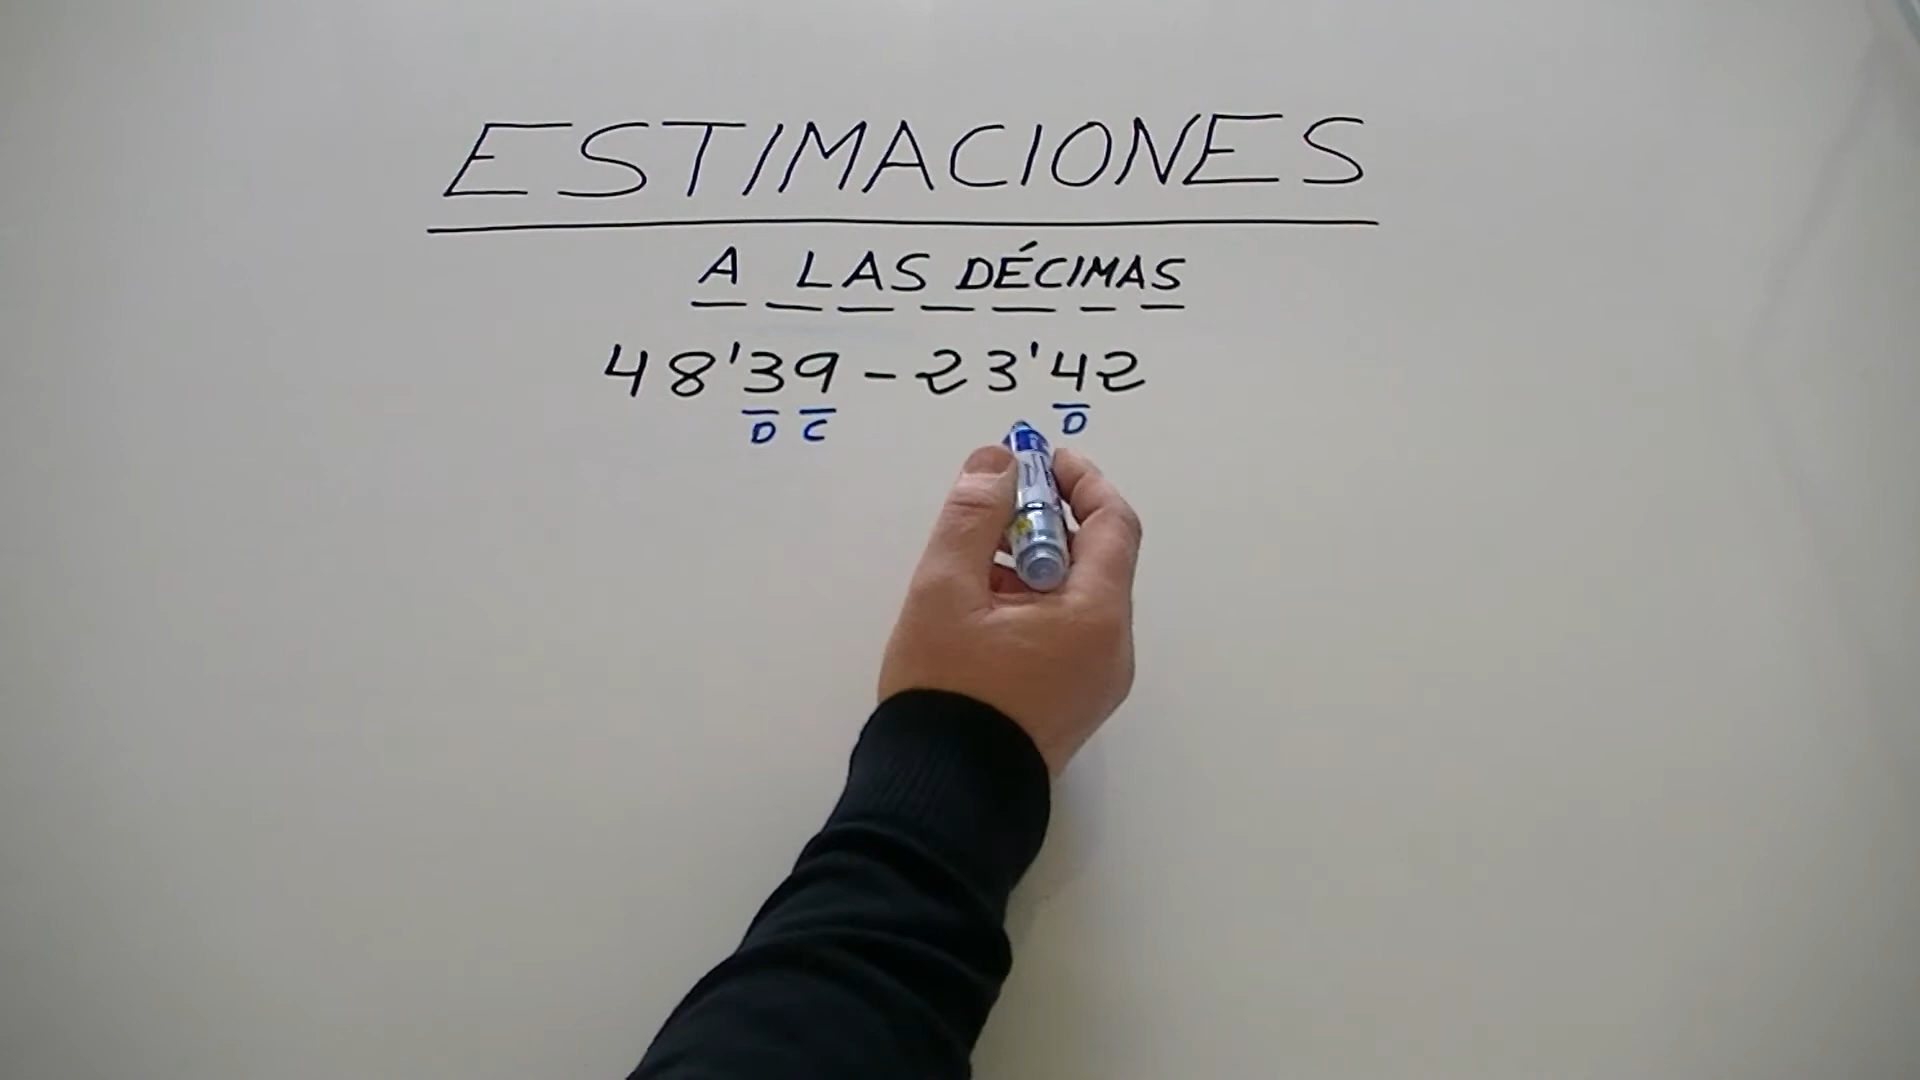 ESTIMACIONES
A LAS DÉCIMAS
48'39 - 23'42
D C D